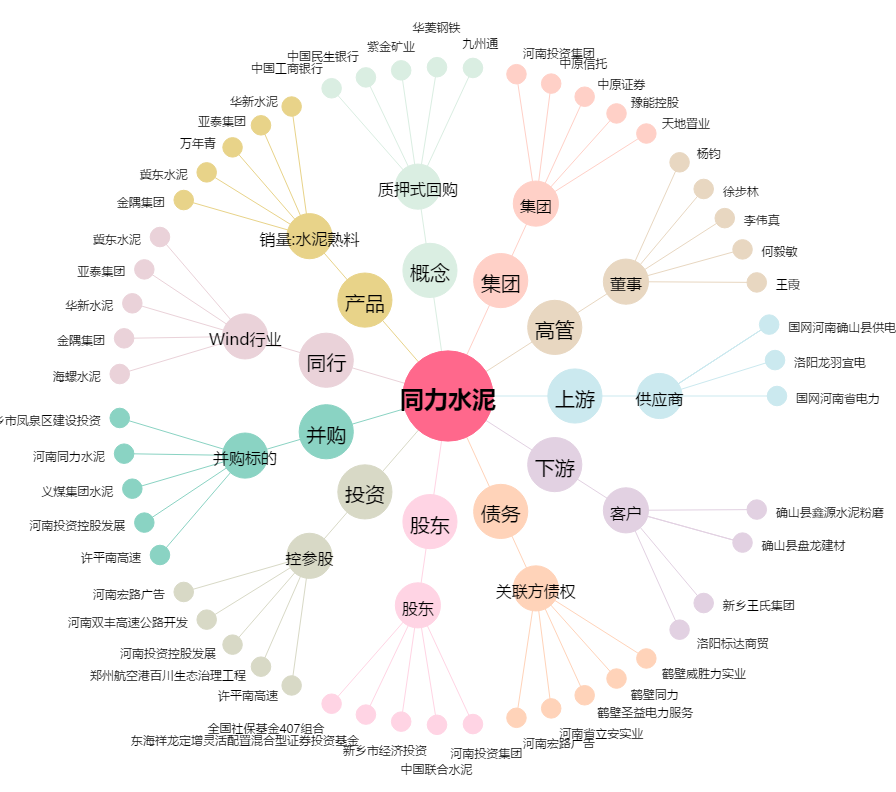 华菱钢铁
九州通
紫金矿业
中国民生银行
中国工商银行
质押式回购
概念
河南投资集团
中原信托
中原证券
豫能控股
天地置业
集团
集团
杨钧
徐步林
李伟真
何毅敏
王霞
董事
高管
国网河南确山县供电
洛阳龙羽宜电
国网河南省电力
供应商
上游
确山县鑫源水泥粉磨
确山县盘龙建材
新乡王氏集团
洛阳标达商贸
客户
下游
鹤壁威胜力实业
鹤壁同力
鹤壁圣益电力服务
河南省立安实业
河南宏路广告
关联方债权
债务
河南投资集团
中国联合水泥
新乡市经济投资
东海祥龙定增灵活配置混合型证券投资基金
全国社保基金407组合
股东
股东
许平南高速
郑州航空港百川生态治理工程
河南投资控股发展
河南双丰高速公路开发
河南宏路广告
控参股
投资
许平南高速
河南投资控股发展
义煤集团水泥
河南同力水泥
乡市凤泉区建设投资
并购标的
并购
海螺水泥
金隅集团
华新水泥
亚泰集团
冀东水泥
Wind行业
同行
金隅集团
冀东水泥
万年青
亚泰集团
华新水泥
销量:水泥熟料
产品
同力水泥